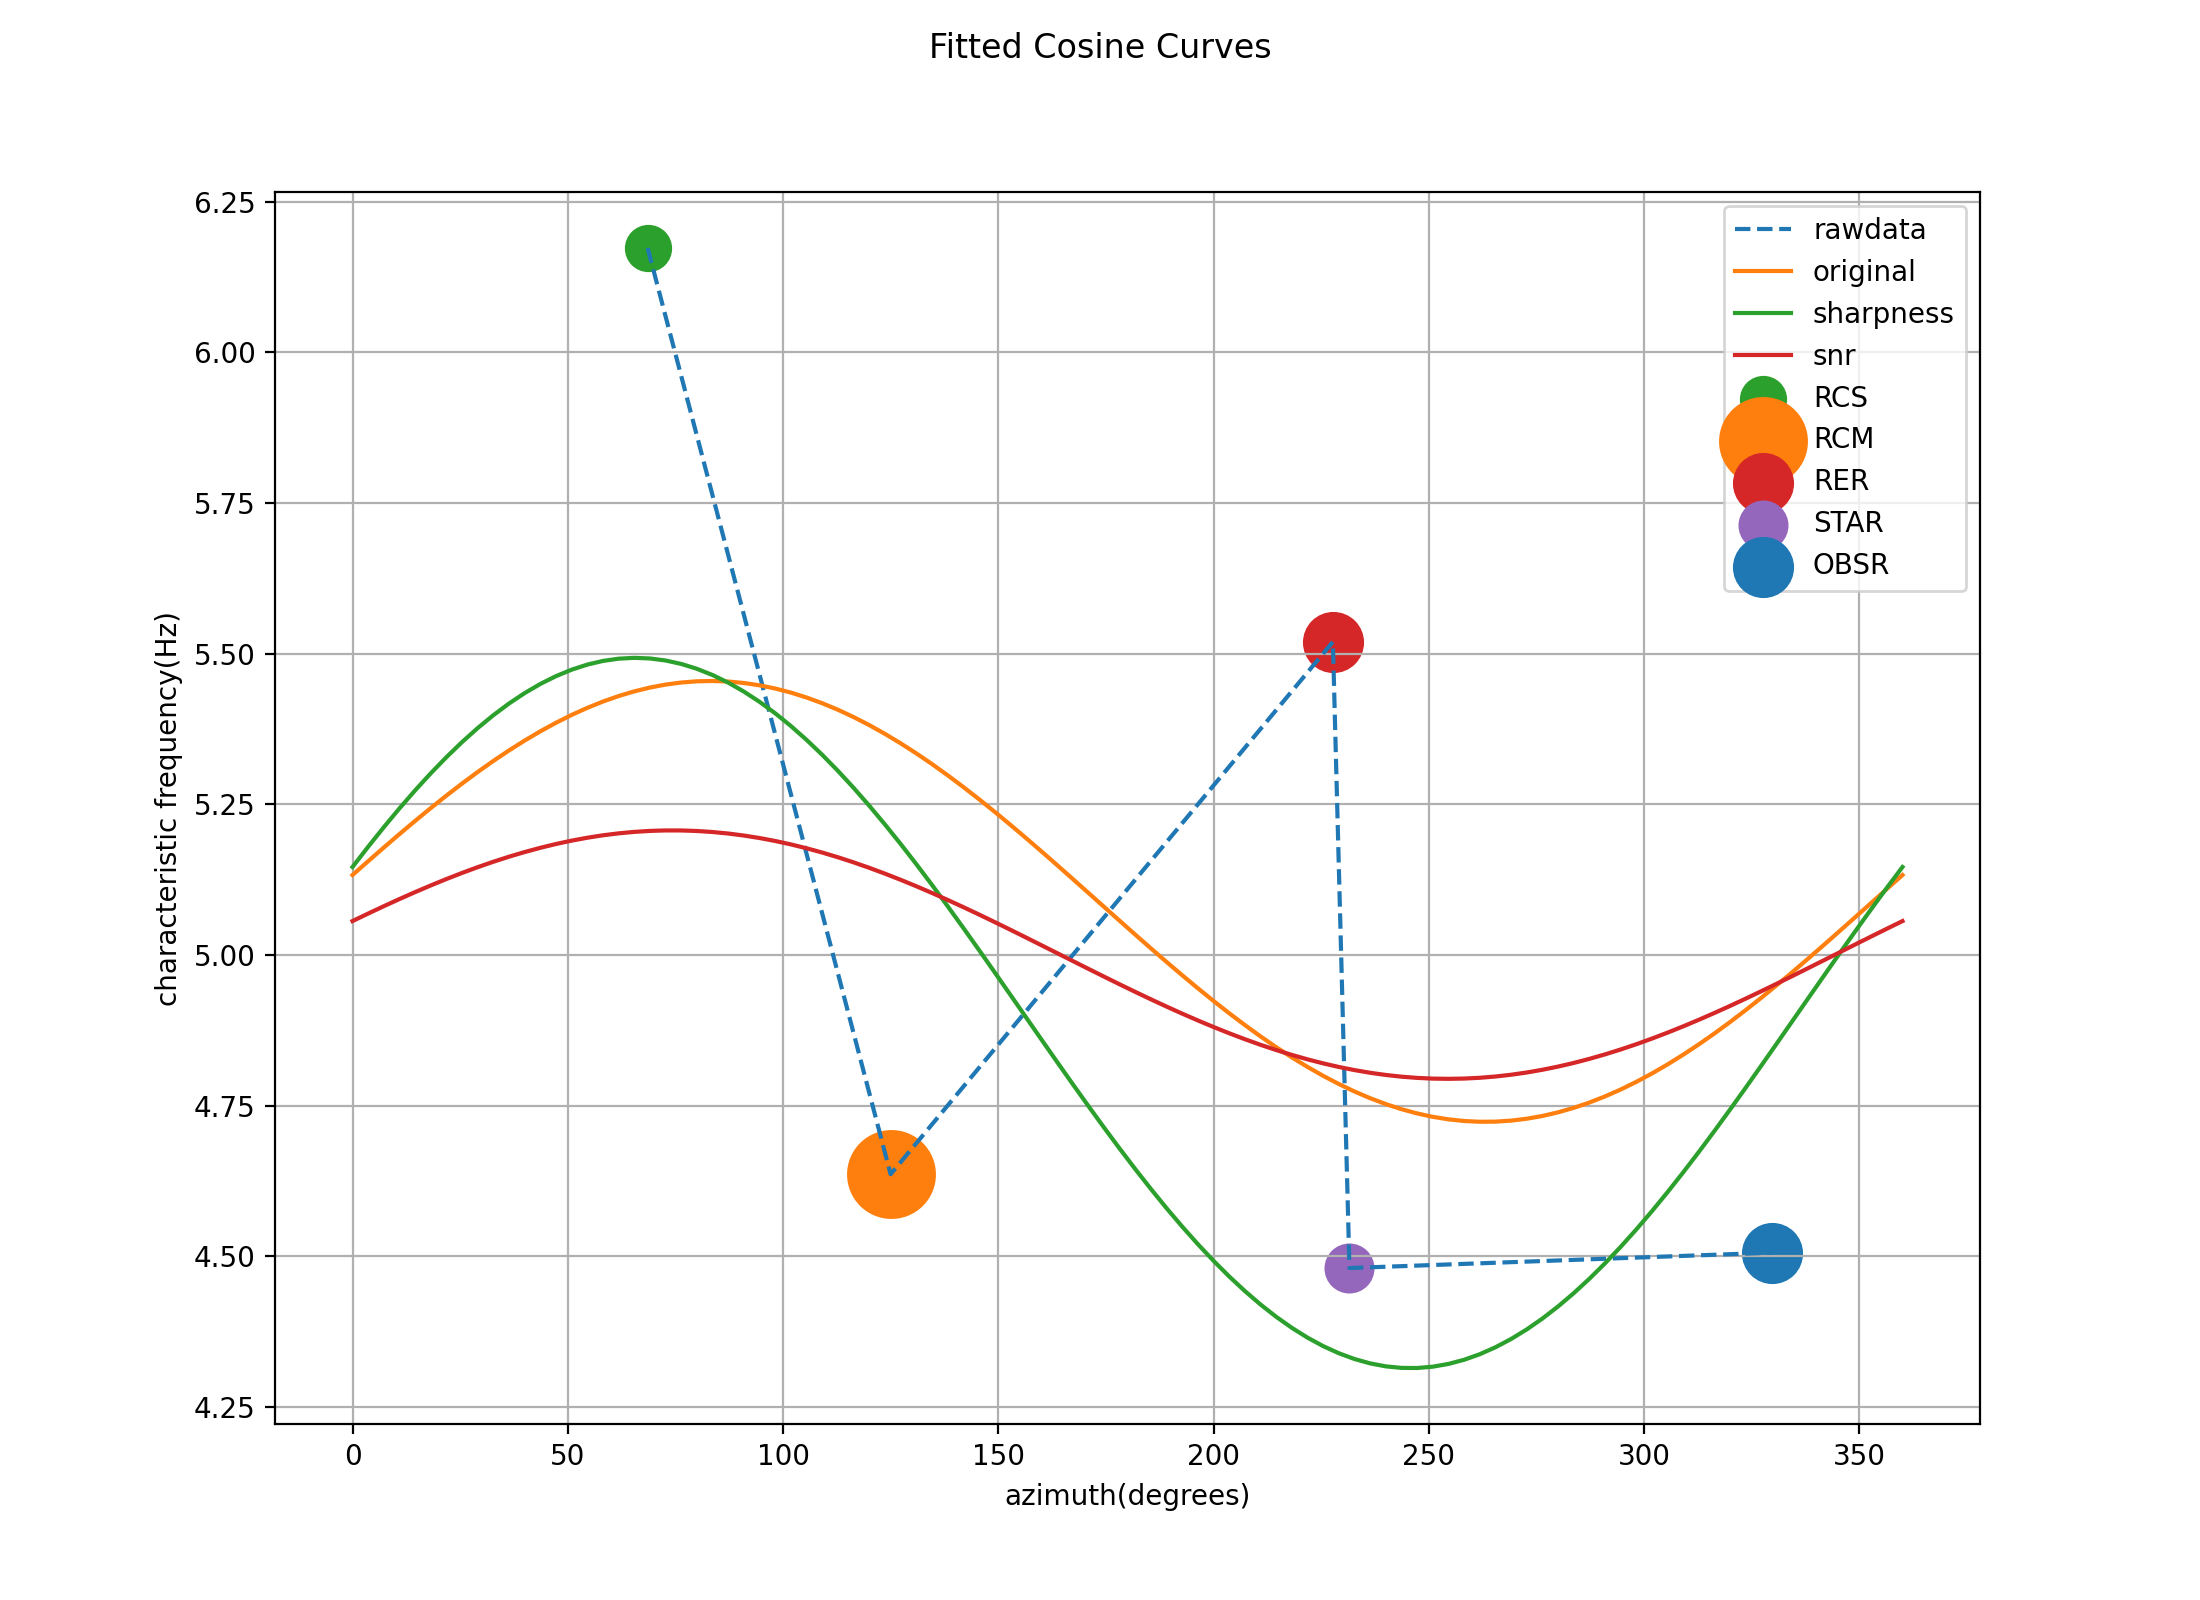 Fitted Cosine Curves
6.25
6.00
5.75
5.50
5.25
5.00
4.75
4.50
4.25
characteristic frequency(Hz)
rawdata
original
sharpness
snr
RCS
RCM
RER
STAR
OBSR
0 50 100 150 200 250 300 350
azimuth(degrees)